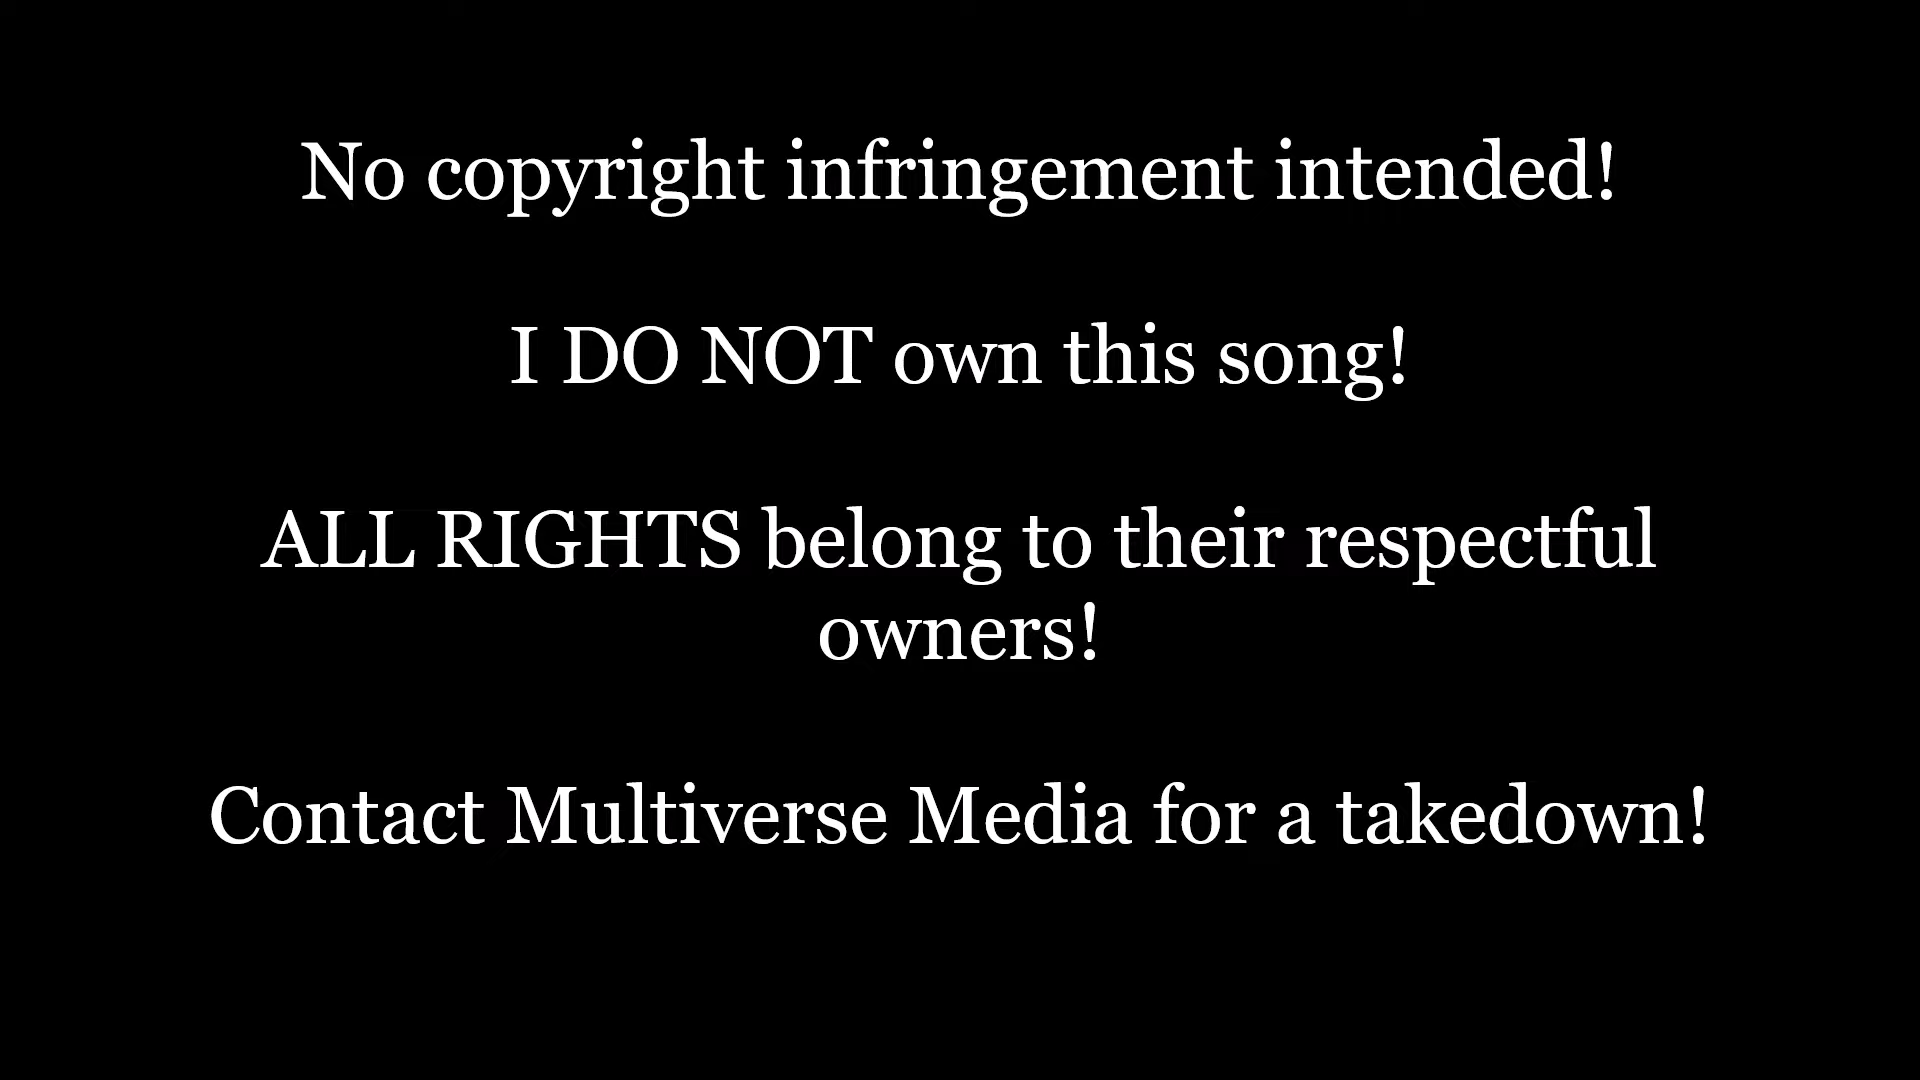 No copyright infringement intended!
I DO NOT own this song!
ALL RIGHTS belong to their respectful
owners!
Contact Multiverse Media for a takedown!